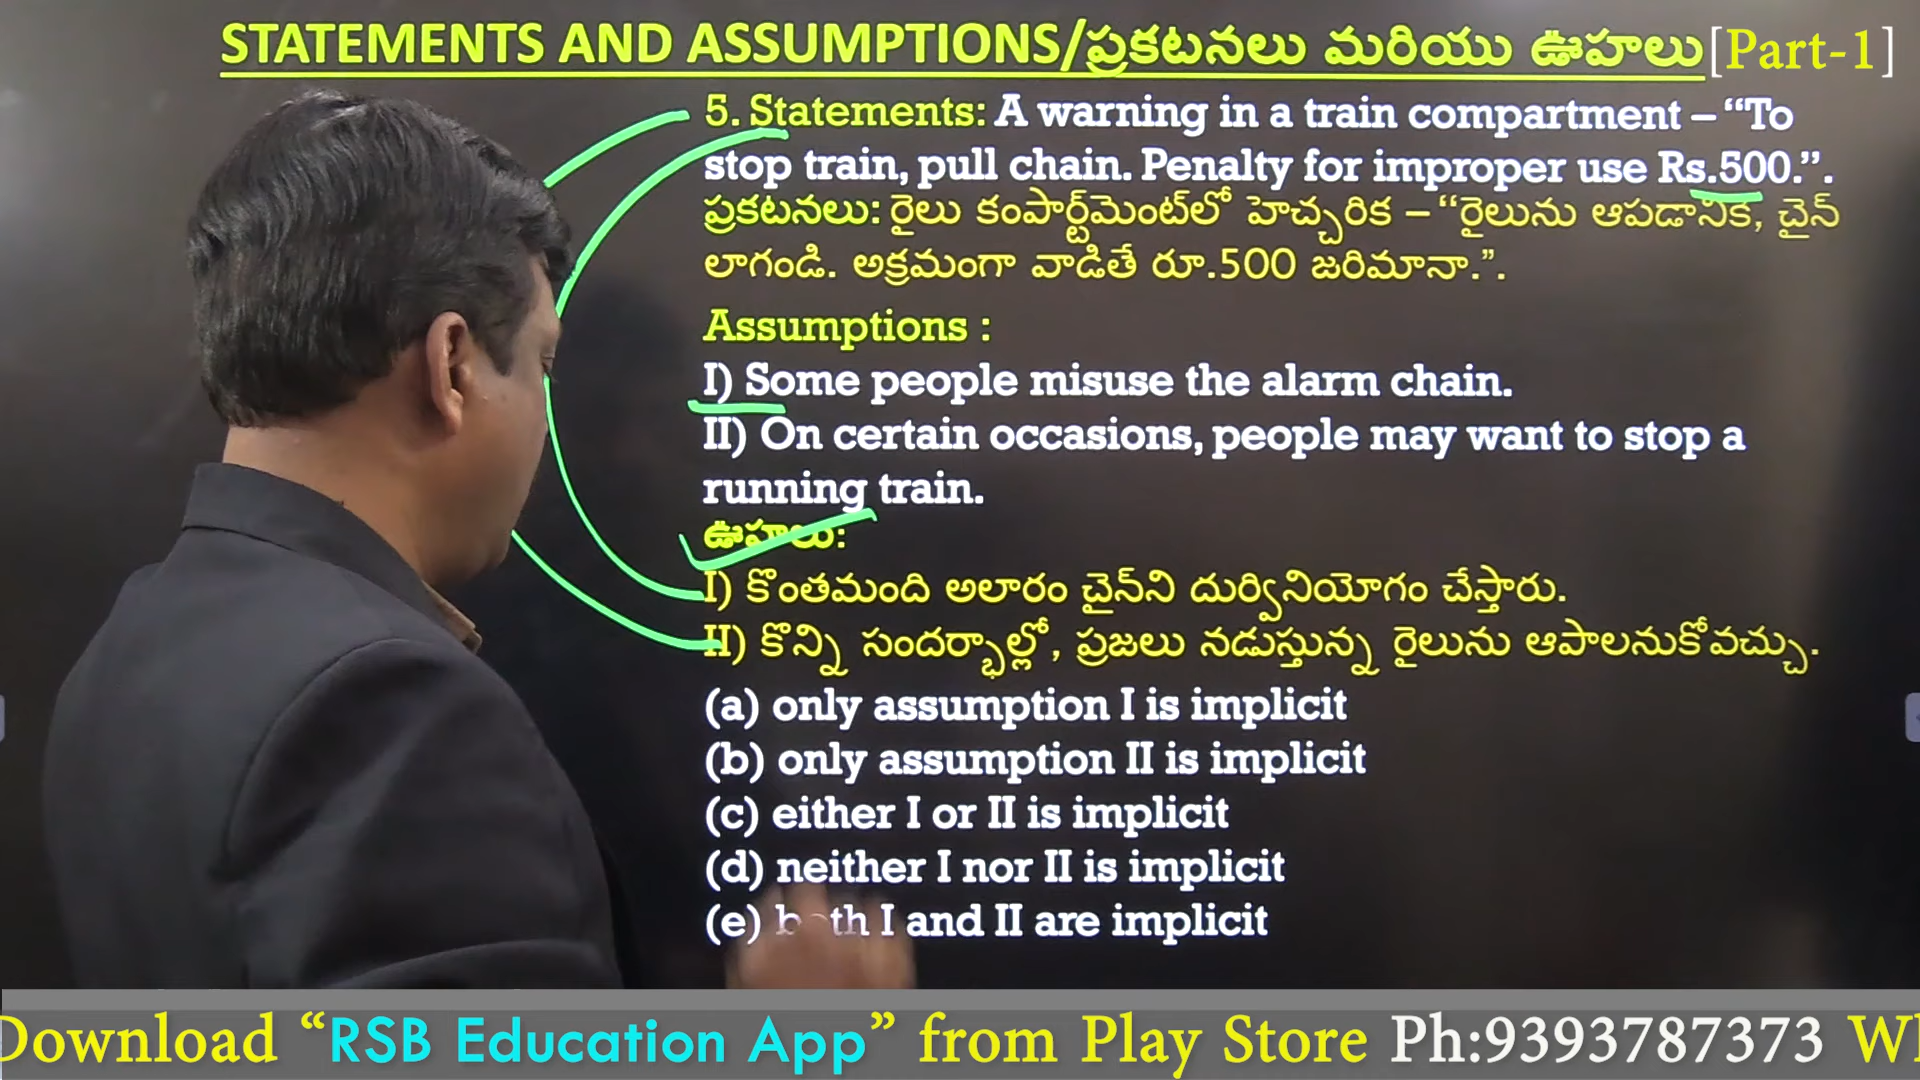 STATEMENTS AND ASSUMPTIONS/ప్రకటనలు మరియు ఊహలు[Part-1]
5. Statements: A warning in a train compartment – “To
stop train, pull chain. Penalty for improper use Rs.500.”.
ప్రకటనలు: రైలు కంపార్ట్‌మెంట్‌లో హెచ్చరిక – “రైలును ఆపడానికి, చైన్
లాగండి. అక్రమంగా వాడితే రూ.500 జరిమానా.”.
Assumptions :
I) Some people misuse the alarm chain.
II) On certain occasions, people may want to stop a
running train.
ఊహలు:
I) కొంతమంది అలారం చైన్‌ని దుర్వినియోగం చేస్తారు.
II) కొన్ని సందర్భాల్లో, ప్రజలు నడుస్తున్న రైలును ఆపాలనుకోవచ్చు.
(a) only assumption I is implicit
(b) only assumption II is implicit
(c) either I or II is implicit
(d) neither I nor II is implicit
(e) both I and II are implicit
Download “RSB Education App” from Play Store Ph:9393787373